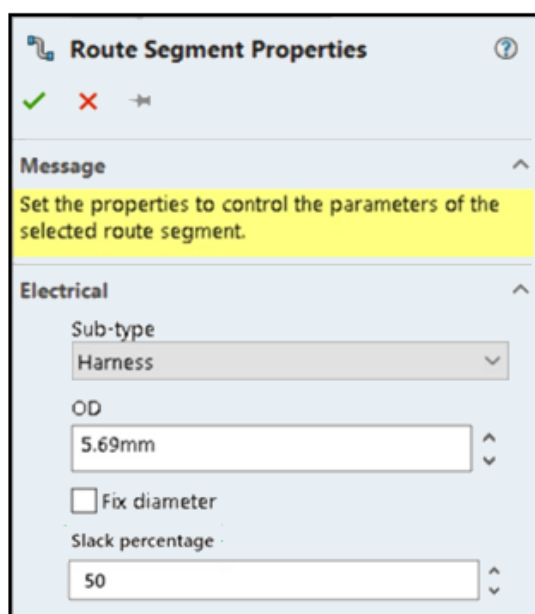 Route Segment Properties
Message
Set the properties to control the parameters of the
selected route segment.
Electrical
Sub-type
Harness
OD
5.69mm
Fix diameter
Slack percentage
50